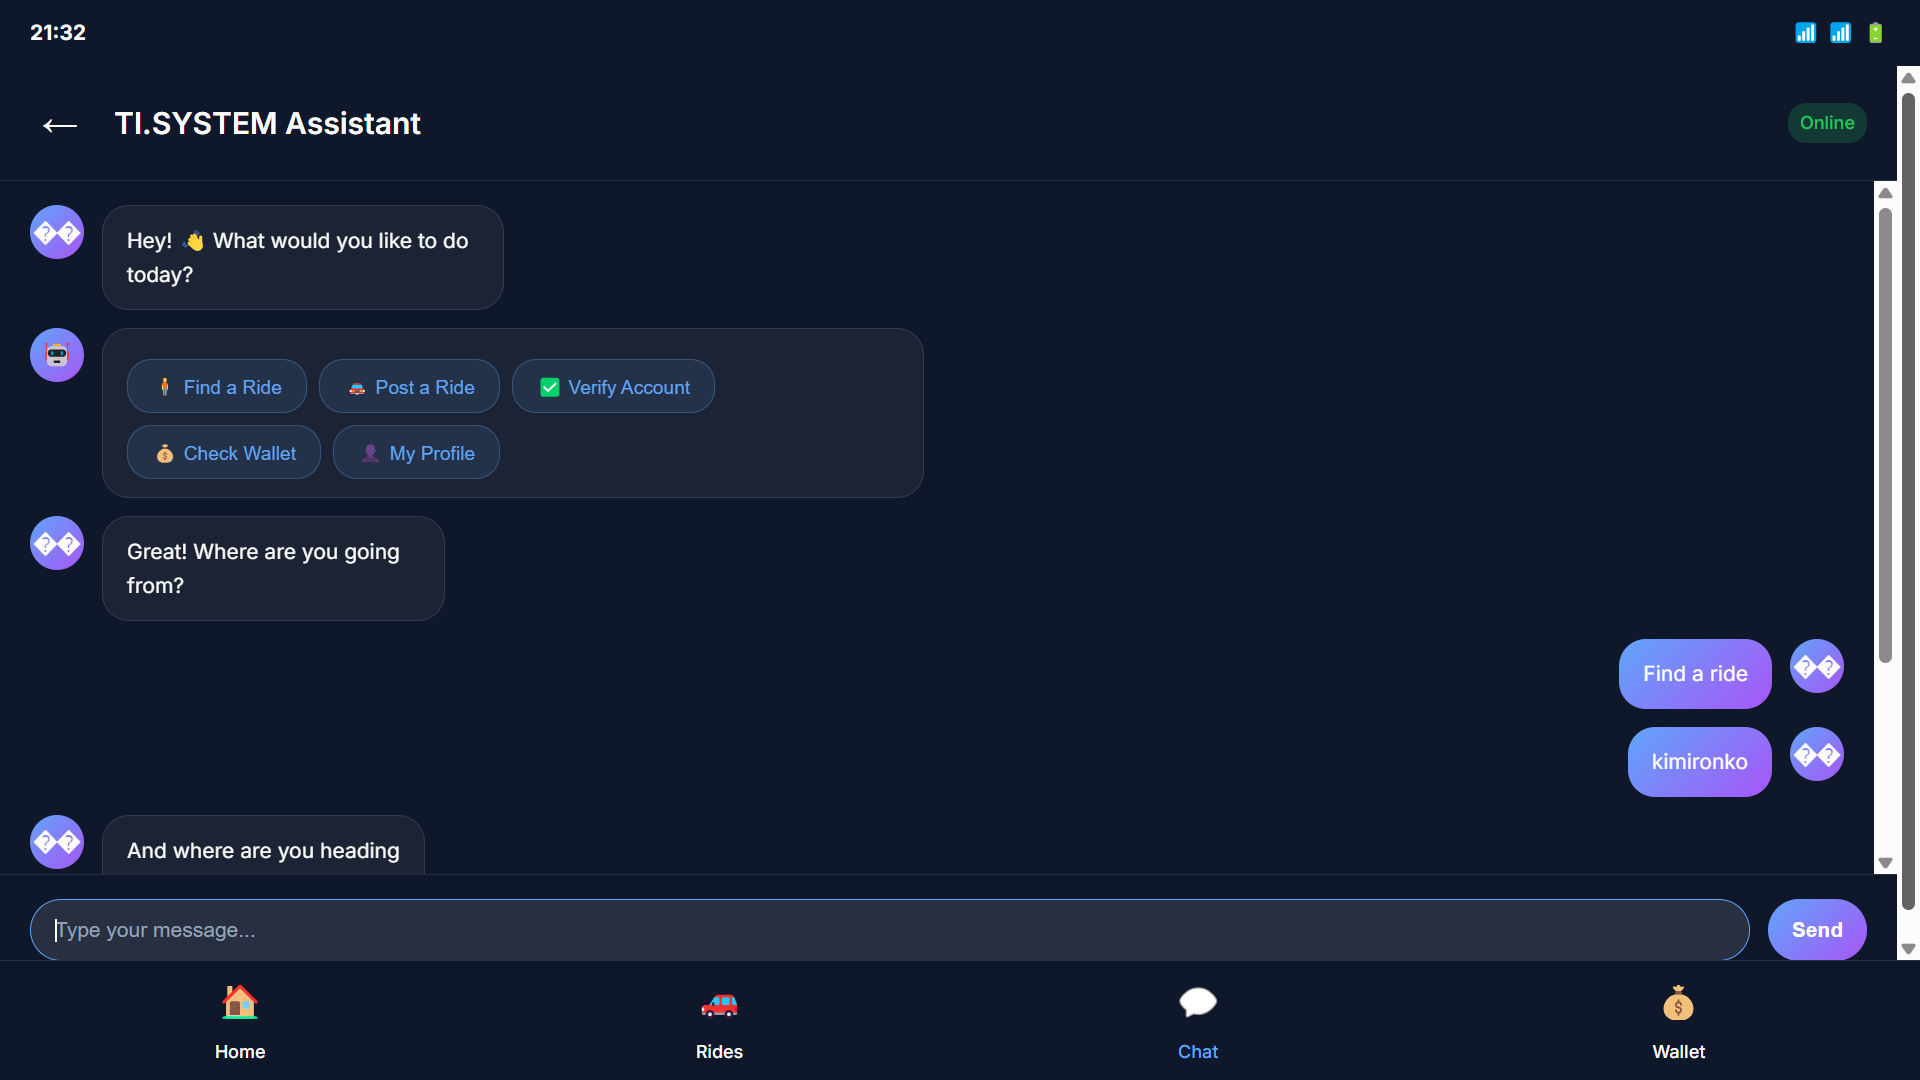 21:32
← TI.SYSTEM Assistant
Online
Hey! 👋 What would you like to do
today?
🧍 Find a Ride
🚗 Post a Ride
✅ Verify Account
💰 Check Wallet
👤 My Profile
Great! Where are you going
from?
Find a ride
kimironko
And where are you heading
Type your message...
Send
Home
Rides
Chat
Wallet